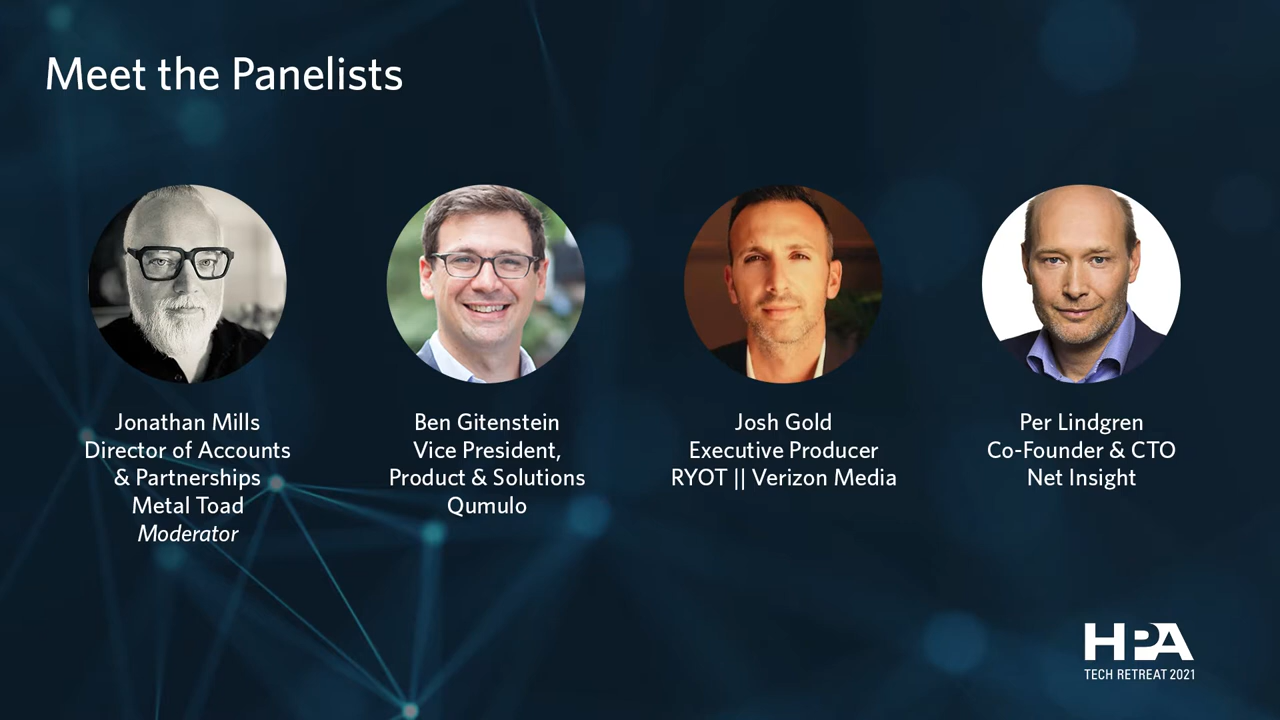 Meet the Panelists
Jonathan Mills
Director of Accounts
& Partnerships
Metal Toad
Moderator
Ben Gitenstein
Vice President,
Product & Solutions
Qumulo
Josh Gold
Executive Producer
RYOT || Verizon Media
Per Lindgren
Co-Founder & CTO
Net Insight
HPA
TECH RETREAT 2021